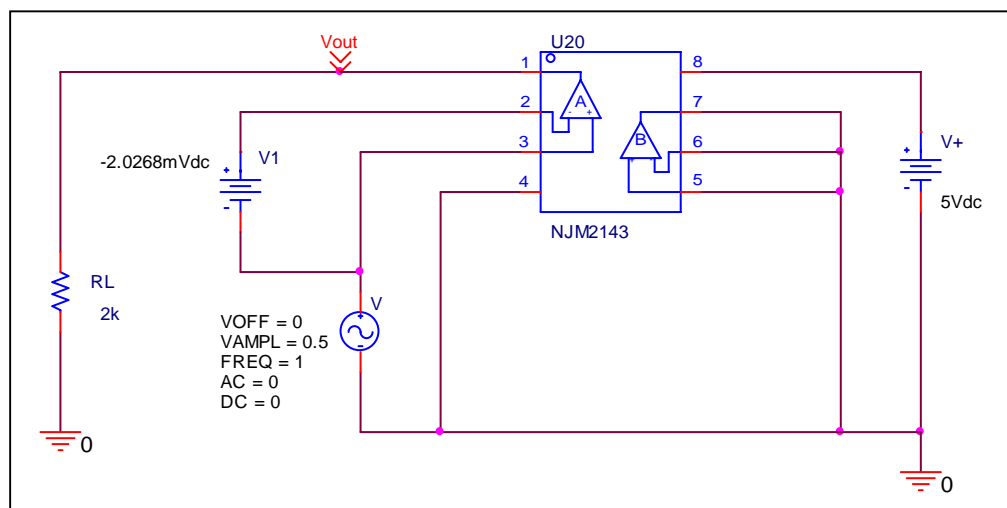 Vout
U20
1
2
3
4
A
- +
B
+ -
8
7
6
5
NJM2143
-2.0268mVdc
+
V1
-
V+
+
-
5Vdc
RL
2k
V
+
-
VOFF = 0
VAMPL = 0.5
FREQ = 1
AC = 0
DC = 0
0
0